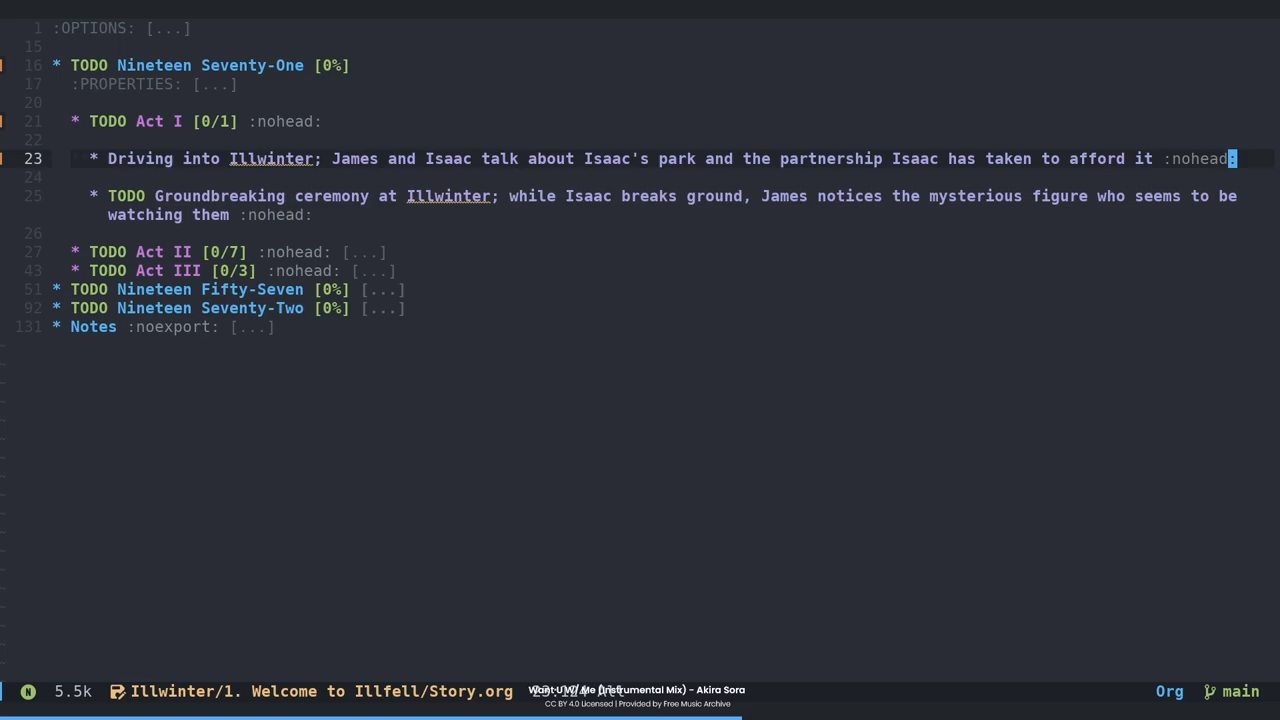 1 :OPTIONS: [...]
15
16 * TODO Nineteen Seventy-One [0%]
17 :PROPERTIES: [...]
20
21 * TODO Act I [0/1] :nohead:
22
23 * Driving into Illwinter; James and Isaac talk about Isaac's park and the partnership Isaac has taken to afford it :nohead:
24
25 * TODO Groundbreaking ceremony at Illwinter; while Isaac breaks ground, James notices the mysterious figure who seems to be
watching them :nohead:
26
27 * TODO Act II [0/7] :nohead: [...]
43 * TODO Act III [0/3] :nohead: [...]
51 * TODO Nineteen Fifty-Seven [0%] [...]
92 * TODO Nineteen Seventy-Two [0%] [...]
131 * Notes :noexport: [...]
N 5.5k Illwinter/1. Welcome to Illfell/Story.org Org main
Want U W/ Me (Instrumental Mix) - Akira Sora
CC BY 4.0 Licensed | Provided by Free Music Archive